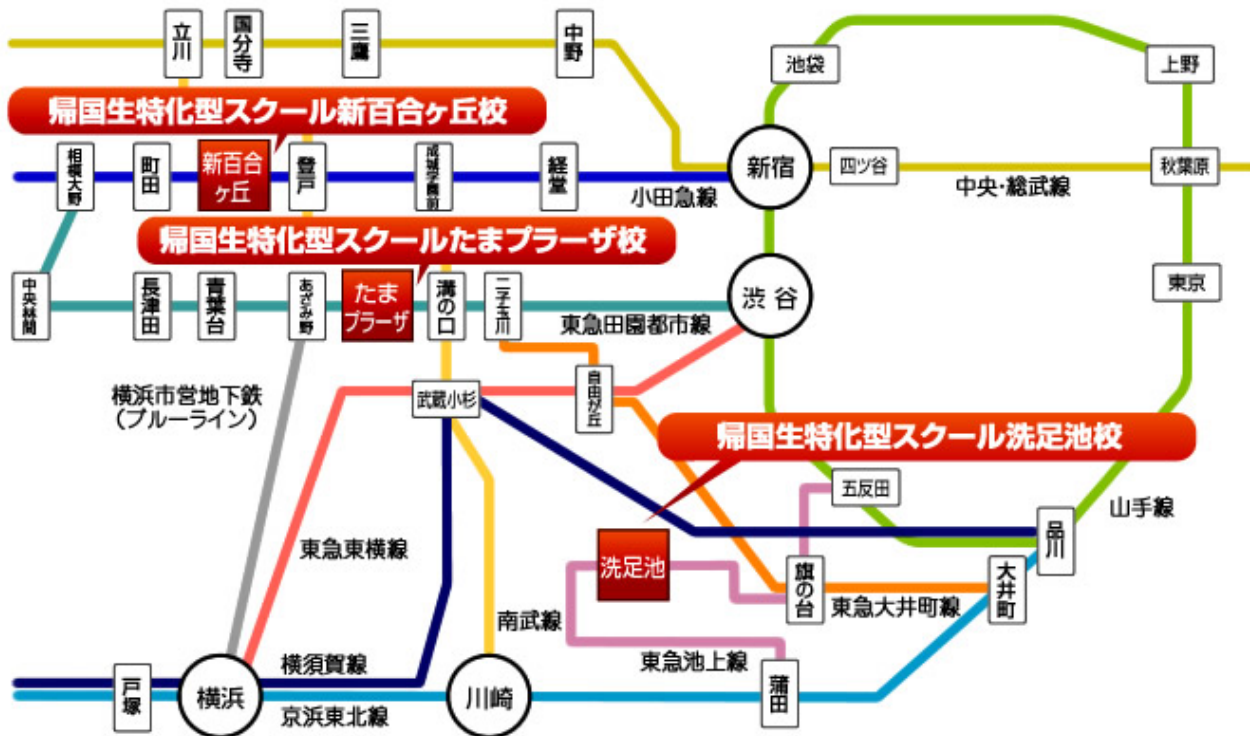 立川
国分寺
三鷹
中野
池袋
上野
帰国生特化型スクール新百合ヶ丘校
相模大野
町田
新百合
ヶ丘
登戸
成城学園前
経堂
小田急線
新宿
四ツ谷
中央・総武線
秋葉原
帰国生特化型スクールたまプラーザ校
中央林間
長津田
青葉台
あざみ野
たま
プラーザ
溝の口
二子玉川
東急田園都市線
渋谷
東京
横浜市営地下鉄
（ブルーライン）
武蔵小杉
自由が丘
帰国生特化型スクール洗足池校
五反田
山手線
品川
東急東横線
洗足池
旗の台
大井町
東急大井町線
南武線
東急池上線
横須賀線
戸塚
横浜
京浜東北線
川崎
蒲田